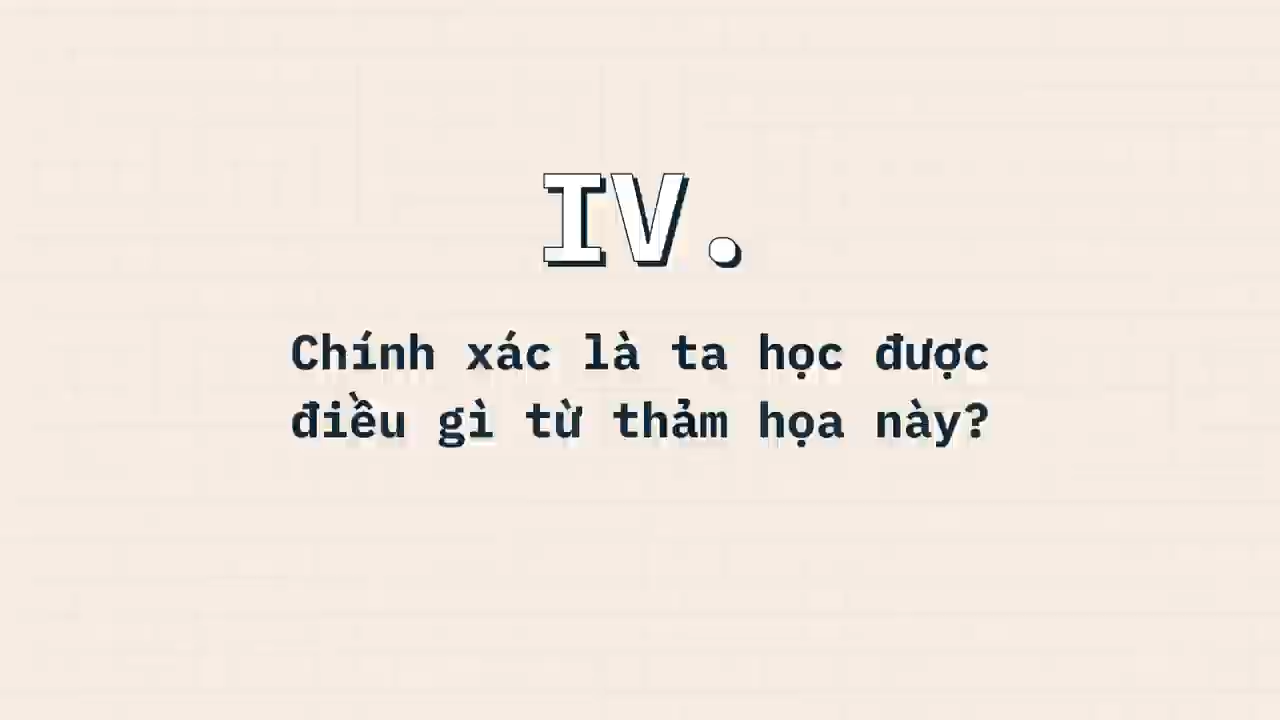 IV.
Chính xác là ta học được
điều gì từ thảm họa này?